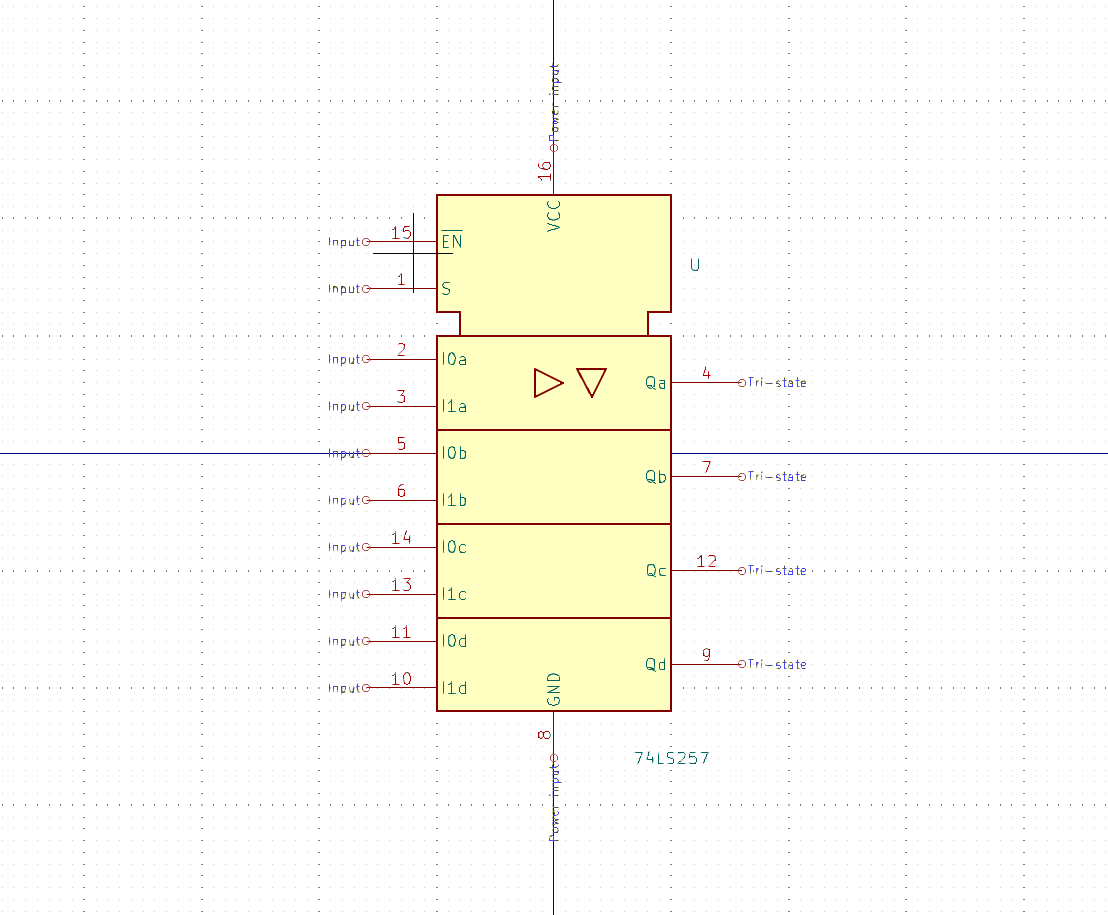 Power input
16
VCC
Input 15 EN
U
Input 1 S
Input 2 I0a
Qa 4 Tri-state
Input 3 I1a
Input 5 I0b
Qb 7 Tri-state
Input 6 I1b
Input 14 I0c
Qc 12 Tri-state
Input 13 I1c
Input 11 I0d
Qd 9 Tri-state
Input 10 I1d
GND
8
74LS257
Power input